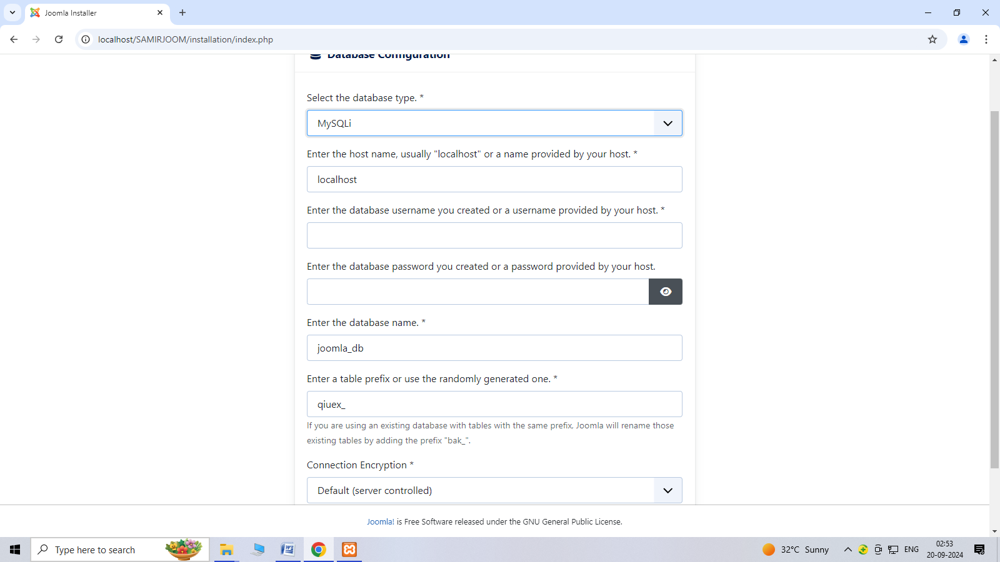 Joomla Installer
localhost/SAMIRJOOM/installation/index.php
Database Configuration
Select the database type. *
MySQLi
Enter the host name, usually "localhost" or a name provided by your host. *
localhost
Enter the database username you created or a username provided by your host. *
Enter the database password you created or a password provided by your host.
Enter the database name. *
joomla_db
Enter a table prefix or use the randomly generated one. *
qiuex_
If you are using an existing database with tables with the same prefix, Joomla will rename those
existing tables by adding the prefix "bak_".
Connection Encryption *
Default (server controlled)
Joomla! is Free Software released under the GNU General Public License.
Type here to search
32°C Sunny
ENG
02:53
20-09-2024